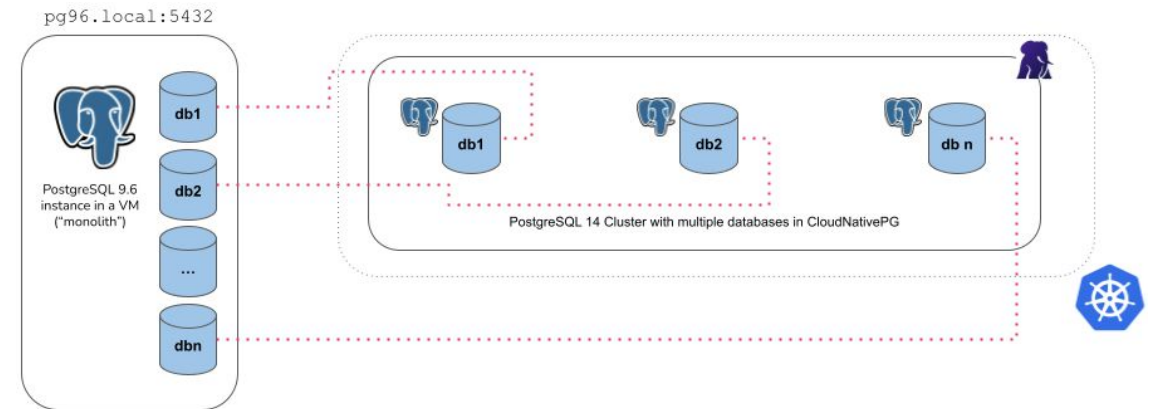 pg96.local:5432
db1
db2
...
dbn
PostgreSQL 9.6
instance in a VM
("monolith")
db1
db2
db n
PostgreSQL 14 Cluster with multiple databases in CloudNativePG